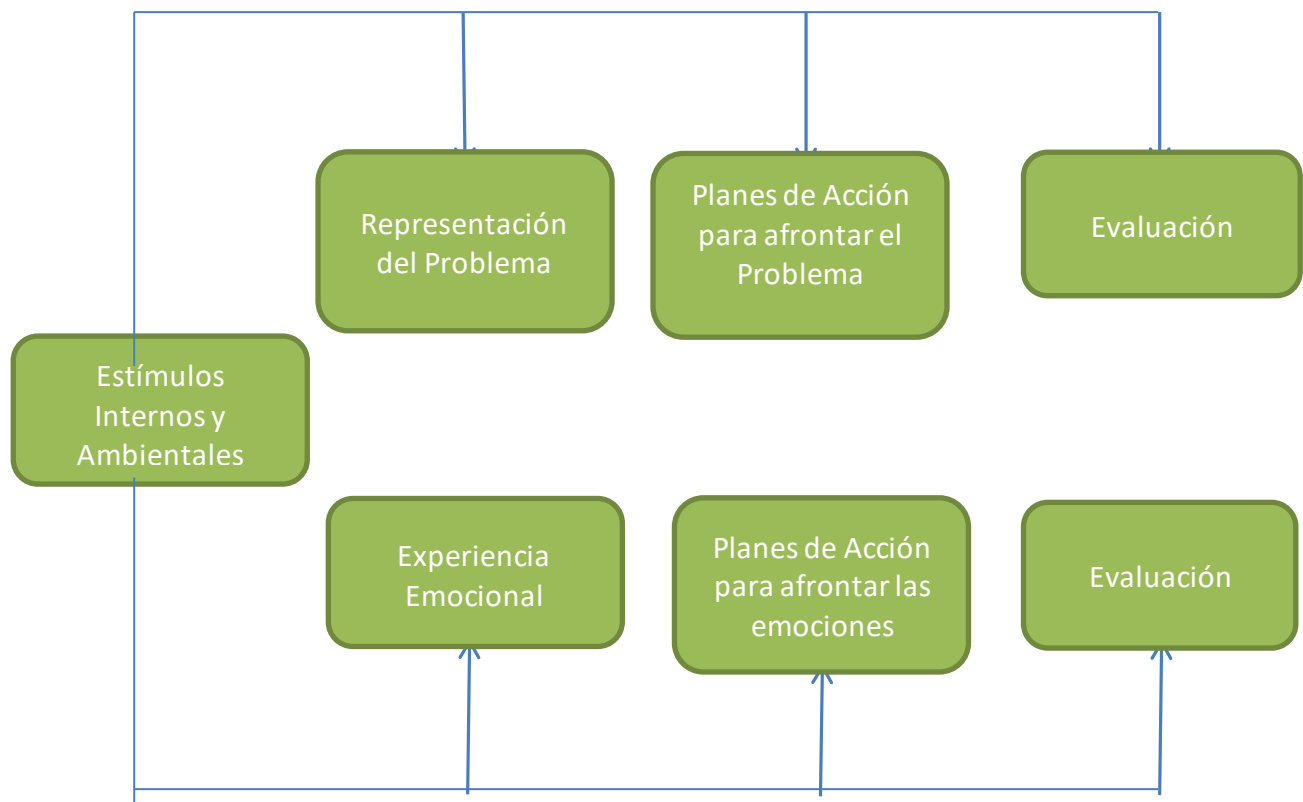 Representación
del Problema
Planes de Acción
para afrontar el
Problema
Evaluación
Estímulos
Internos y
Ambientales
Experiencia
Emocional
Planes de Acción
para afrontar las
emociones
Evaluación